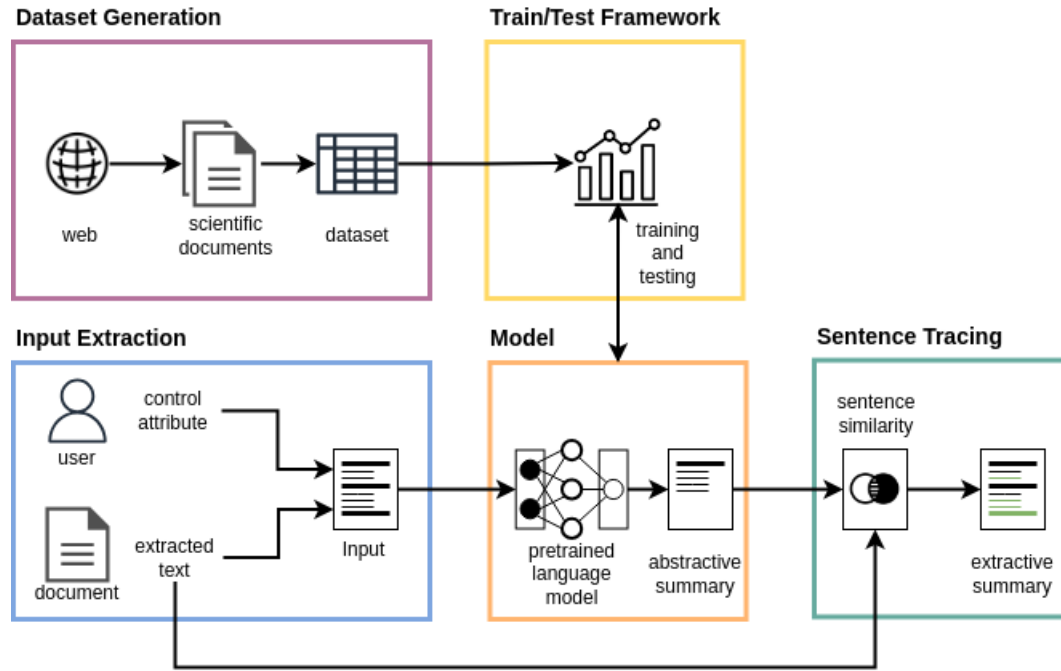 Dataset Generation
Train/Test Framework
web
scientific
documents
dataset
training
and
testing
Input Extraction
Model
Sentence Tracing
control
attribute
user
sentence
similarity
Input
extracted
text
document
pretrained
language
model
abstractive
summary
extractive
summary